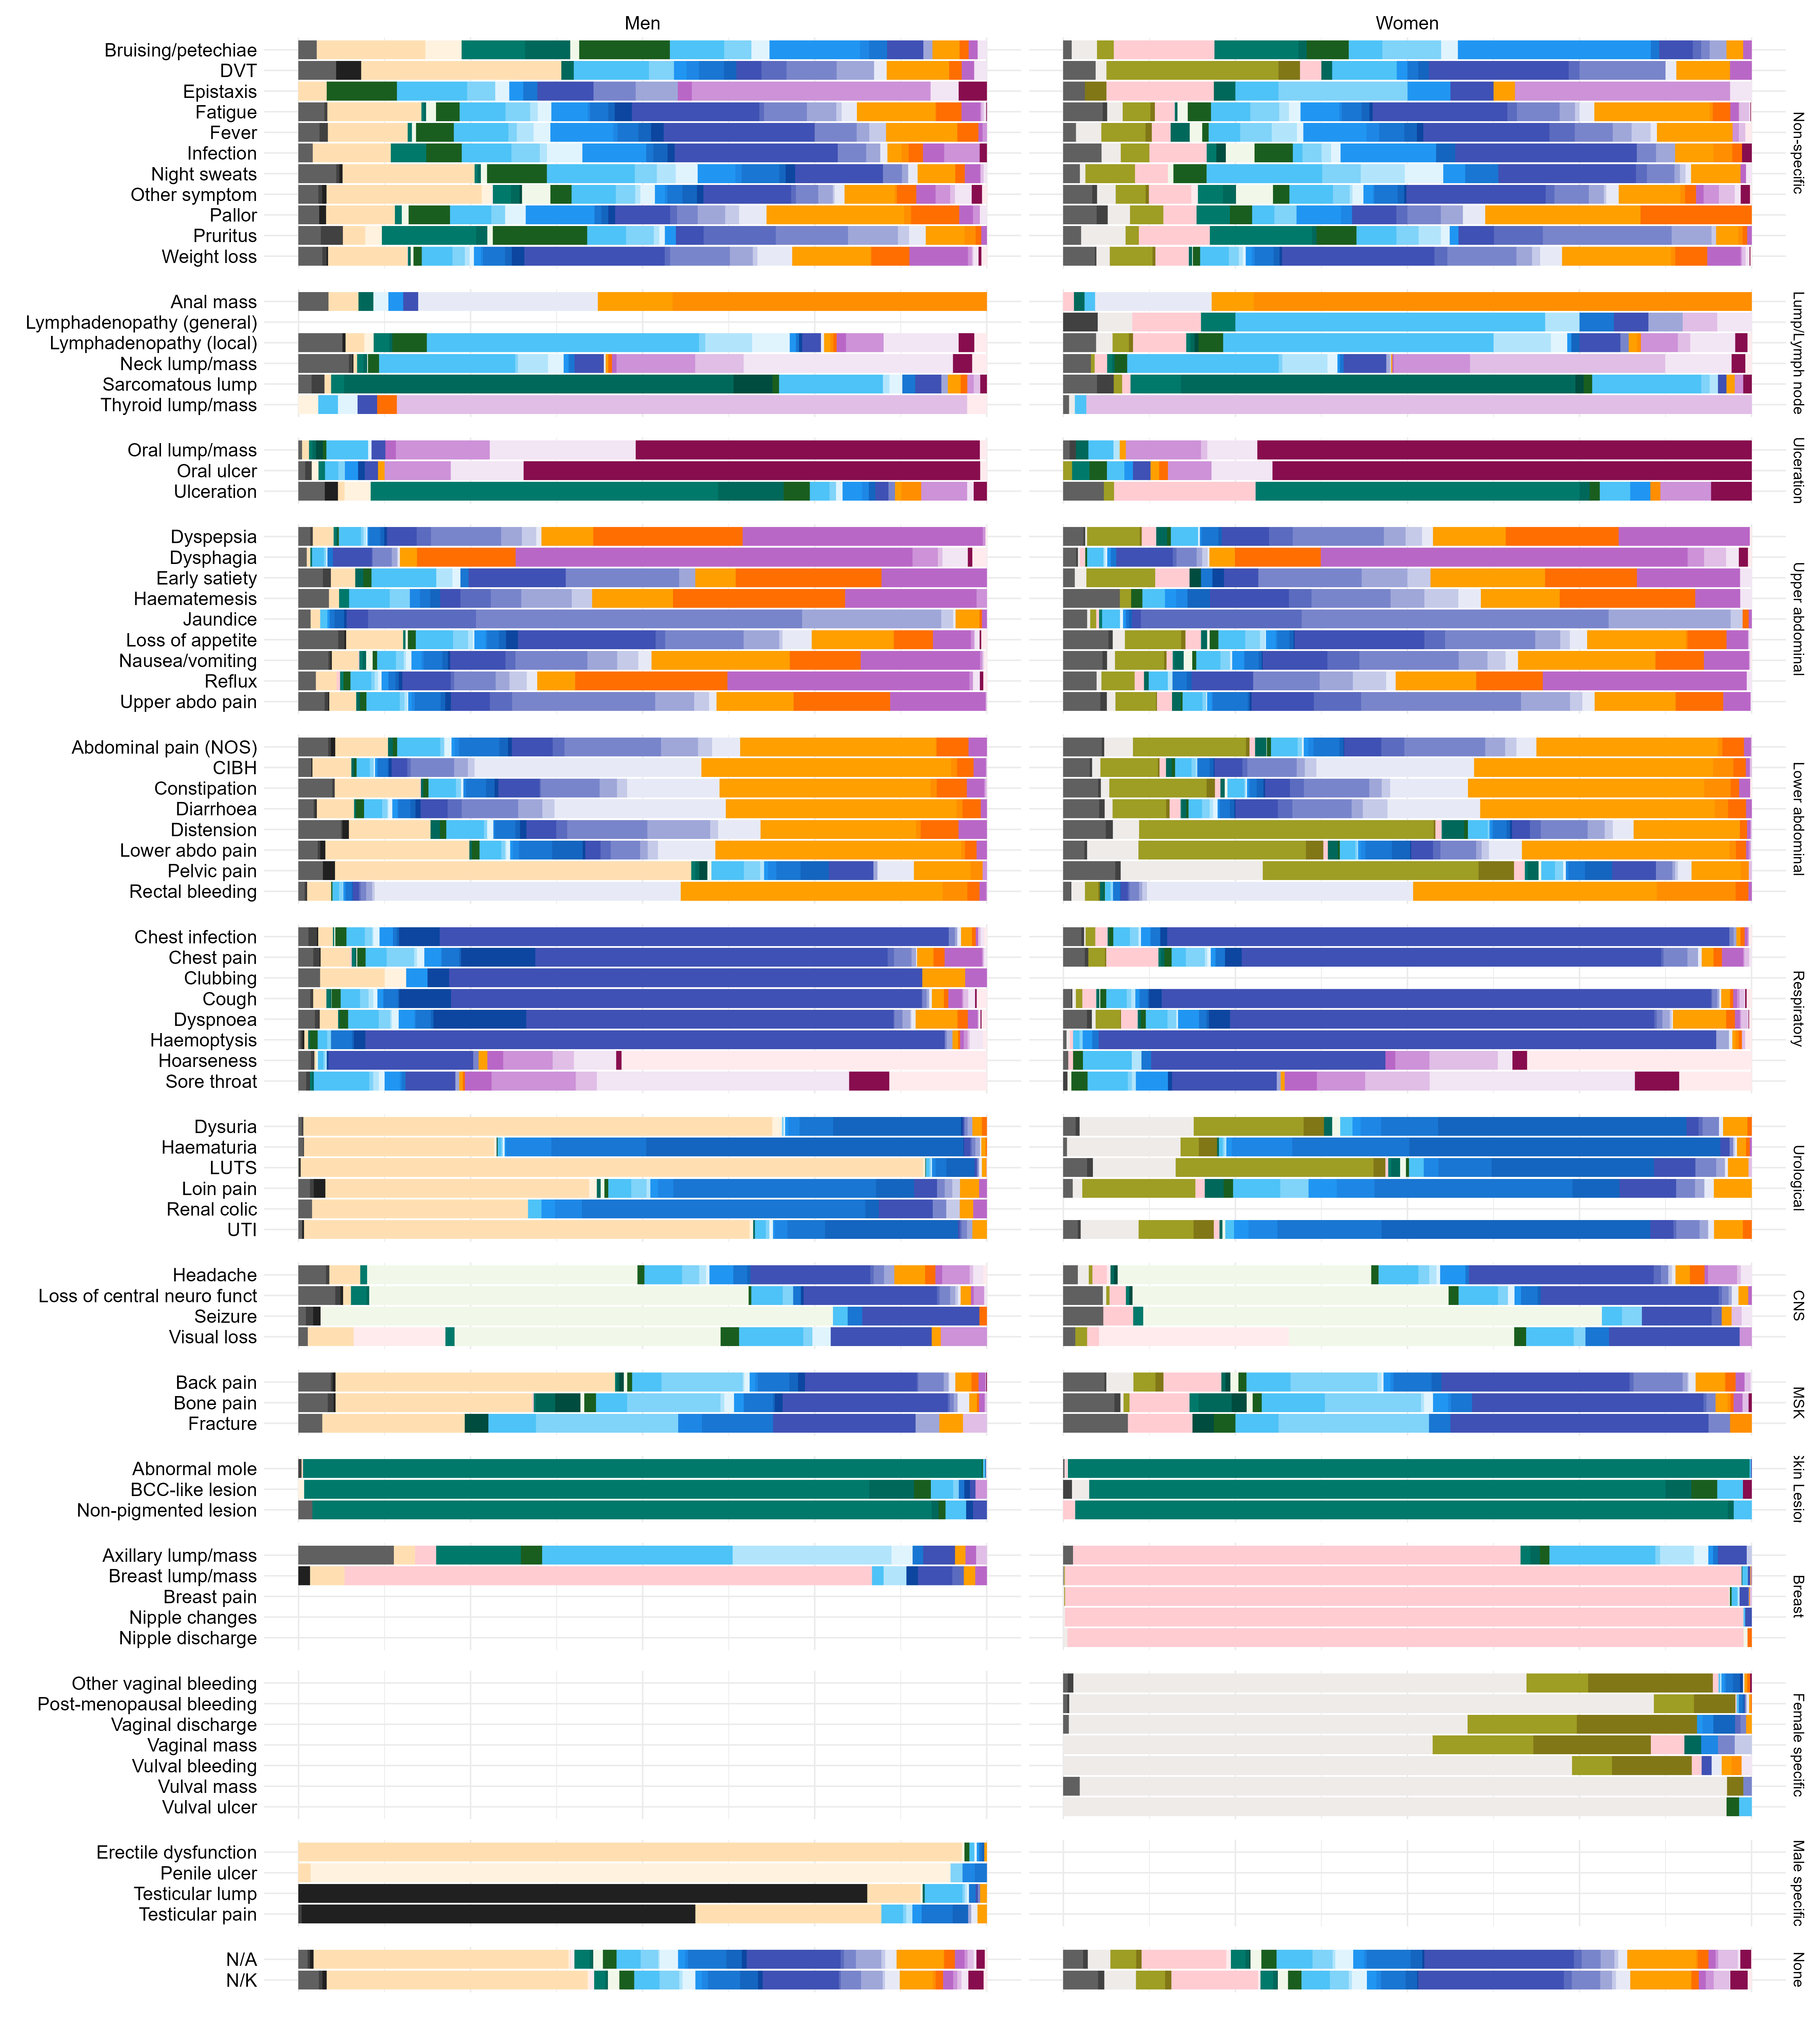 Men
Women
Bruising/petechiae
DVT
Epistaxis
Fatigue
Fever
Infection
Night sweats
Other symptom
Pallor
Pruritus
Weight loss
Non-specific
Anal mass
Lymphadenopathy (general)
Lymphadenopathy (local)
Neck lump/mass
Sarcomatous lump
Thyroid lump/mass
Lump/Lymph node
Oral lump/mass
Oral ulcer
Ulceration
Ulceration
Dyspepsia
Dysphagia
Early satiety
Haematemesis
Jaundice
Loss of appetite
Nausea/vomiting
Reflux
Upper abdo pain
Upper abdominal
Abdominal pain (NOS)
CIBH
Constipation
Diarrhoea
Distension
Lower abdo pain
Pelvic pain
Rectal bleeding
Lower abdominal
Chest infection
Chest pain
Clubbing
Cough
Dyspnoea
Haemoptysis
Hoarseness
Sore throat
Respiratory
Dysuria
Haematuria
LUTS
Loin pain
Renal colic
UTI
Urological
Headache
Loss of central neuro funct
Seizure
Visual loss
CNS
Back pain
Bone pain
Fracture
MSK
Abnormal mole
BCC-like lesion
Non-pigmented lesion
Skin Lesion
Axillary lump/mass
Breast lump/mass
Breast pain
Nipple changes
Nipple discharge
Breast
Other vaginal bleeding
Post-menopausal bleeding
Vaginal discharge
Vaginal mass
Vulval bleeding
Vulval mass
Vulval ulcer
Female specific
Erectile dysfunction
Penile ulcer
Testicular lump
Testicular pain
Male specific
N/A
N/K
None